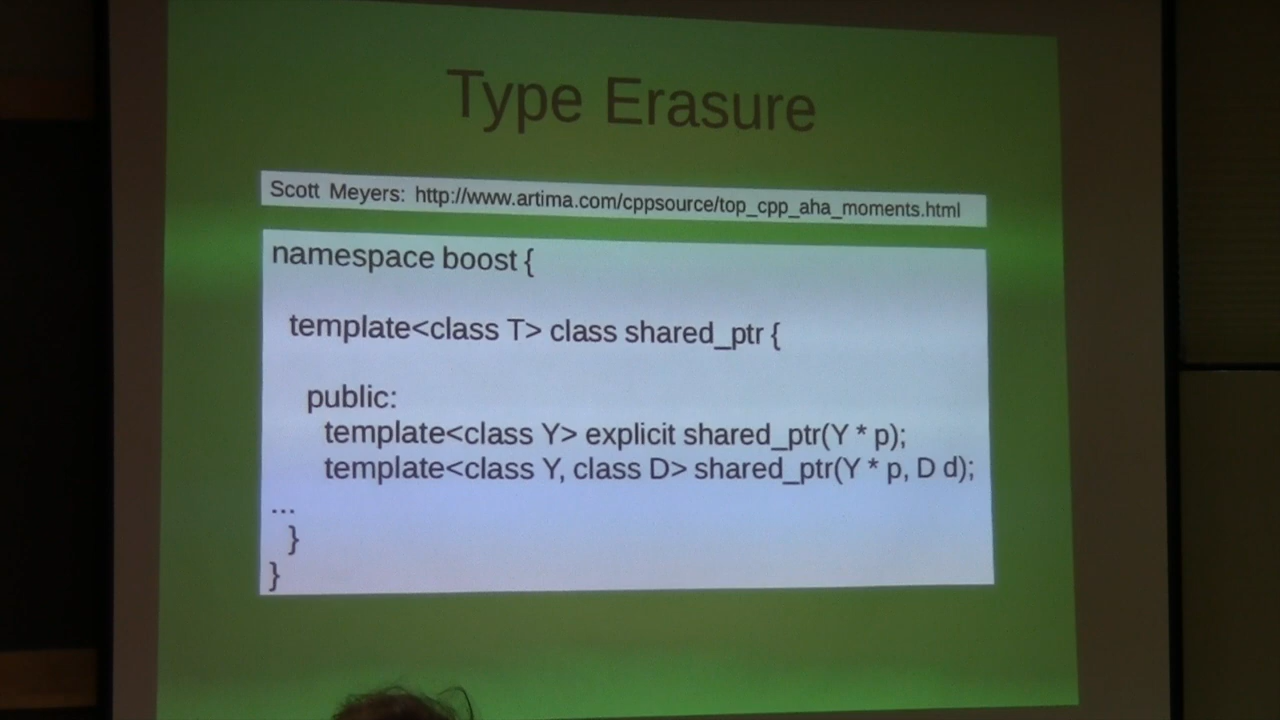 Type Erasure
Scott Meyers: http://www.artima.com/cppsource/top_cpp_aha_moments.html
namespace boost {
template<class T> class shared_ptr {
public:
template<class Y> explicit shared_ptr(Y * p);
template<class Y, class D> shared_ptr(Y * p, D d);
...
}
}